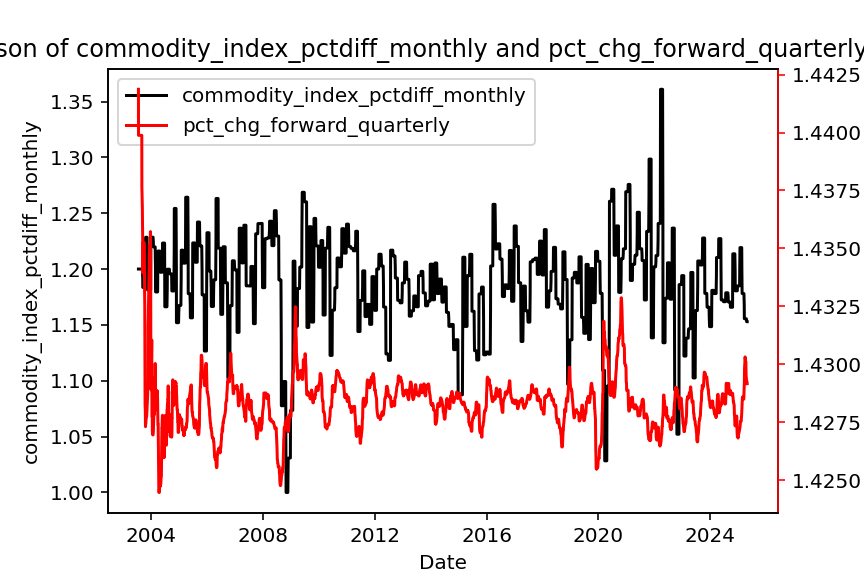 son of commodity_index_pctdiff_monthly and pct_chg_forward_quarterly
commodity_index_pctdiff_monthly
pct_chg_forward_quarterly
commodity_index_pctdiff_monthly
1.35
1.30
1.25
1.20
1.15
1.10
1.05
1.00
1.4425
1.4400
1.4375
1.4350
1.4325
1.4300
1.4275
1.4250
2004 2008 2012 2016 2020 2024
Date